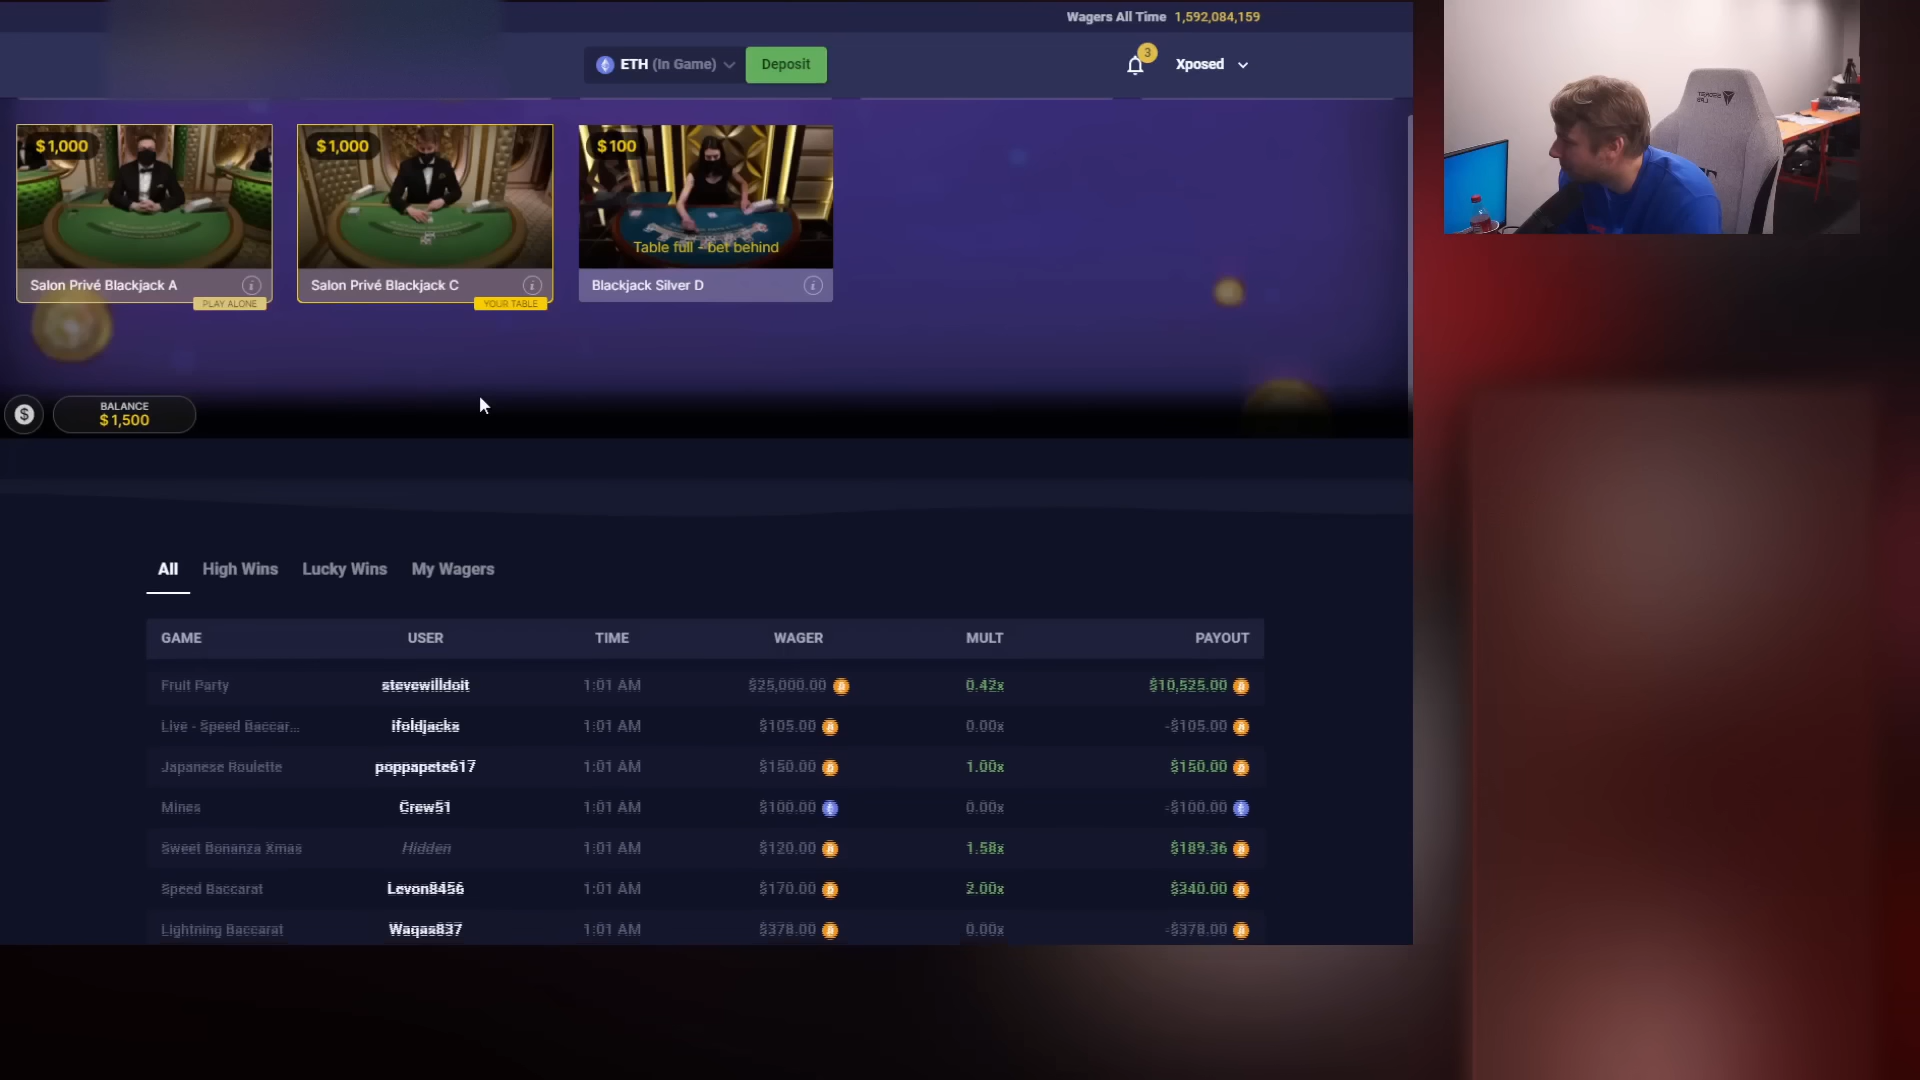 Wagers All Time 1,592,084,159
ETH (In Game) Deposit 3 Xposed
$1,000 $1,000 $100
Table full - bet behind
Salon Privé Blackjack A Salon Privé Blackjack C Blackjack Silver D
PLAY ALONE YOUR TABLE
BALANCE
$1,500
All High Wins Lucky Wins My Wagers
GAME USER TIME WAGER MULT PAYOUT
Fruit Party stevewilldoit 1:01 AM $25,000.00 0.42x $10,525.00
Live - Speed Baccar... ifoldjacks 1:01 AM $105.00 0.00x -$105.00
Japanese Roulette poppapete617 1:01 AM $150.00 1.00x $150.00
Mines Crew51 1:01 AM $100.00 0.00x -$100.00
Sweet Bonanza Xmas Hidden 1:01 AM $120.00 1.58x $189.36
Speed Baccarat Levon8456 1:01 AM $170.00 2.00x $340.00
Lightning Baccarat Waqas837 1:01 AM $378.00 0.00x -$378.00